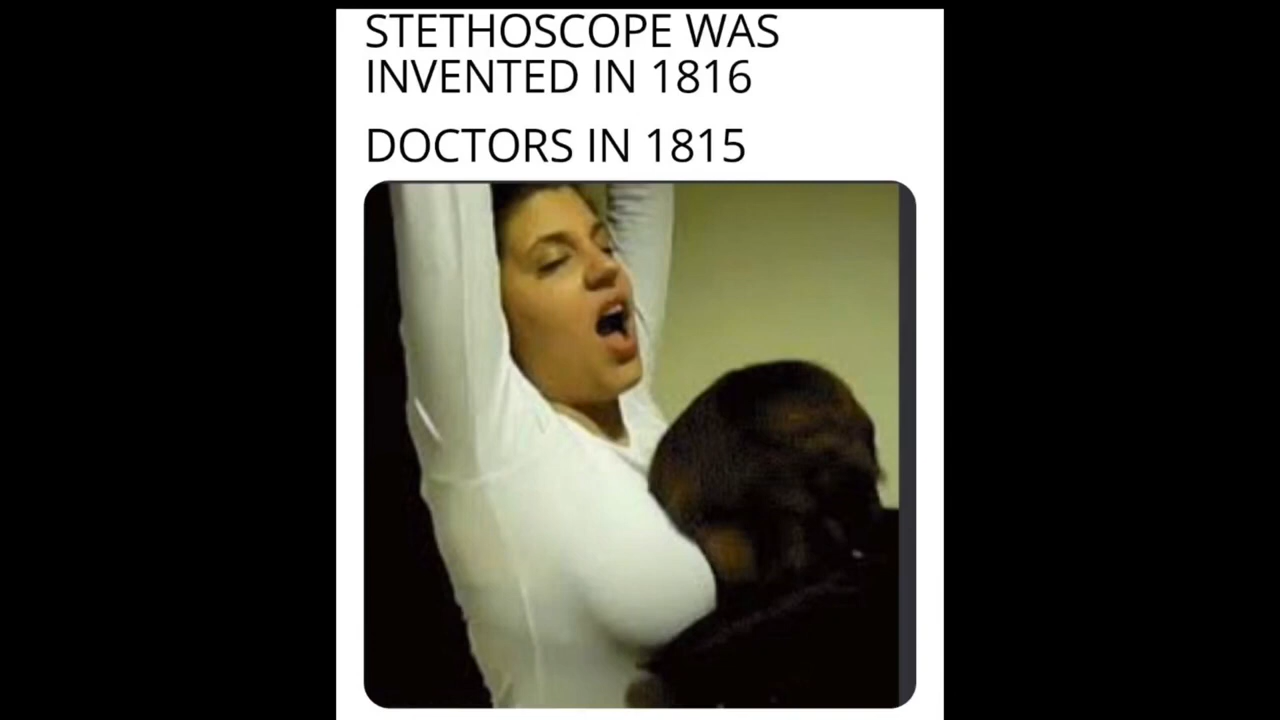 STETHOSCOPE WAS
INVENTED IN 1816
DOCTORS IN 1815